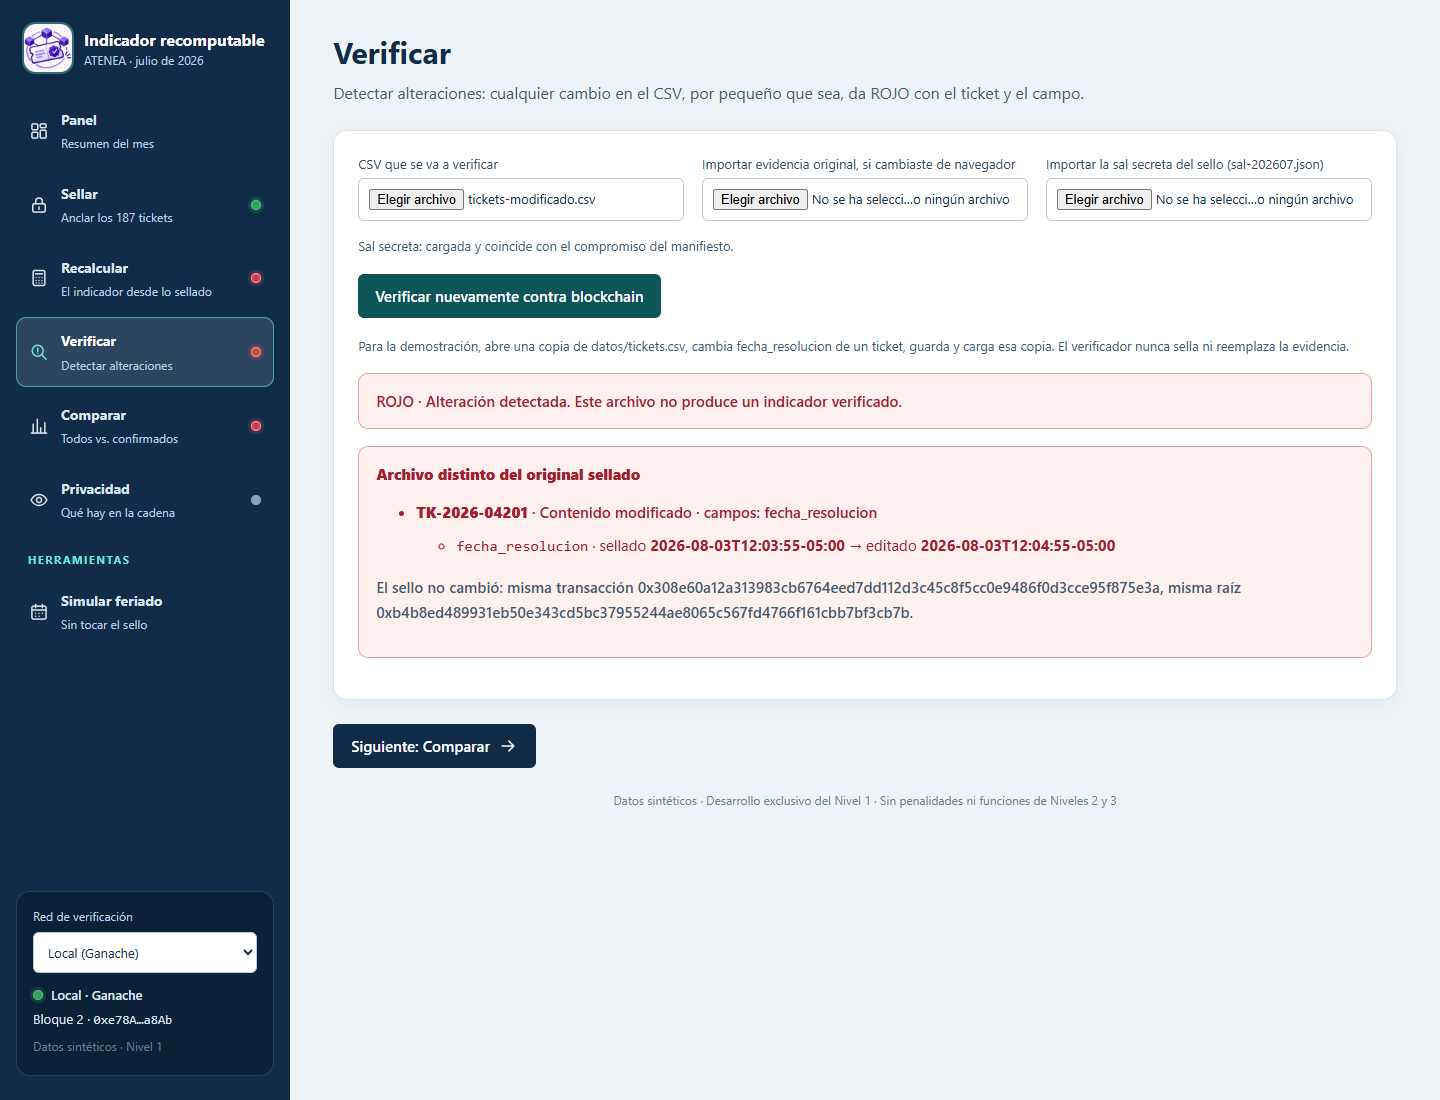 Indicador recomputable
ATENEA · julio de 2026
Panel
Resumen del mes
Sellar
Anclar los 187 tickets
Recalcular
El indicador desde lo sellado
Verificar
Detectar alteraciones
Comparar
Todos vs. confirmados
Privacidad
Qué hay en la cadena
HERRAMIENTAS
Simular feriado
Sin tocar el sello
Red de verificación
Local (Ganache)
Local · Ganache
Bloque 2 · 0xe78A…a8Ab
Datos sintéticos · Nivel 1
Verificar
Detectar alteraciones: cualquier cambio en el CSV, por pequeño que sea, da ROJO con el ticket y el campo.
CSV que se va a verificar
Elegir archivo tickets-modificado.csv
Importar evidencia original, si cambiaste de navegador
Elegir archivo No se ha selecci...o ningún archivo
Importar la sal secreta del sello (sal-202607.json)
Elegir archivo No se ha selecci...o ningún archivo
Sal secreta: cargada y coincide con el compromiso del manifiesto.
Verificar nuevamente contra blockchain
Para la demostración, abre una copia de datos/tickets.csv, cambia fecha_resolucion de un ticket, guarda y carga esa copia. El verificador nunca sella ni reemplaza la evidencia.
ROJO · Alteración detectada. Este archivo no produce un indicador verificado.
Archivo distinto del original sellado
• TK-2026-04201 · Contenido modificado · campos: fecha_resolucion
◦ fecha_resolucion · sellado 2026-08-03T12:03:55-05:00 → editado 2026-08-03T12:04:55-05:00
El sello no cambió: misma transacción 0x308e60a12a313983cb6764eed7dd112d3c45c8f5cc0e9486f0d3cce95f875e3a, misma raíz
0xb4b8ed489931eb50e343cd5bc37955244ae8065c567fd4766f161cbb7bf3cb7b.
Siguiente: Comparar →
Datos sintéticos · Desarrollo exclusivo del Nivel 1 · Sin penalidades ni funciones de Niveles 2 y 3